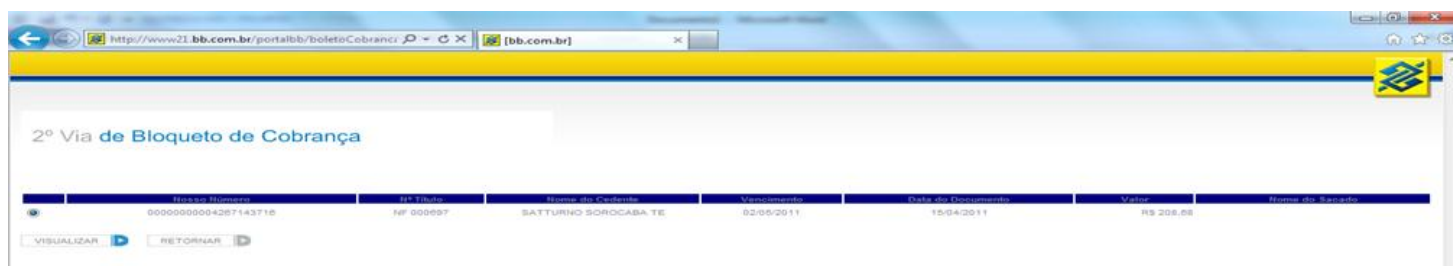 http://www21.bb.com.br/portalbb/boletoCobranc
[bb.com.br]
2º Via de Bloqueto de Cobrança
Nosso Número Nº Título Nome do Cedente Vencimento Data do Documento Valor Nome do Sacado
NF 000697 SATTURNO SOROCABA TE 02/05/2011 15/04/2011 R$ 208,88
VISUALIZAR RETORNAR